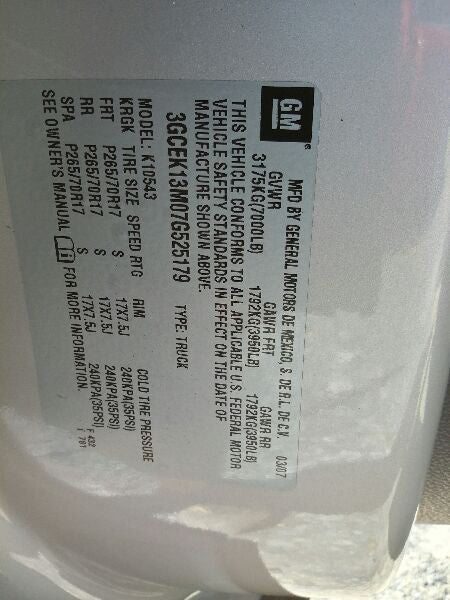 GM
MFD BY GENERAL MOTORS DE MEXICO, S. DE R.L. DE C.V.
03/07
GVWR GAWR FRT GAWR RR
3175KG(7000LB) 1792KG(3950LB) 1792KG(3950LB)
THIS VEHICLE CONFORMS TO ALL APPLICABLE U.S. FEDERAL MOTOR
VEHICLE SAFETY STANDARDS IN EFFECT ON THE DATE OF
MANUFACTURE SHOWN ABOVE.
3GCEK13M07G525179 TYPE: TRUCK
MODEL: K10543
KRGK TIRE SIZE SPEED RTG RIM COLD TIRE PRESSURE
FRT P265/70R17 S 17X7.5J 240KPA(35PSI)
RR P265/70R17 S 17X7.5J 240KPA(35PSI)
SPA P265/70R17 S 17X7.5J 240KPA(35PSI)
SEE OWNER'S MANUAL FOR MORE INFORMATION.